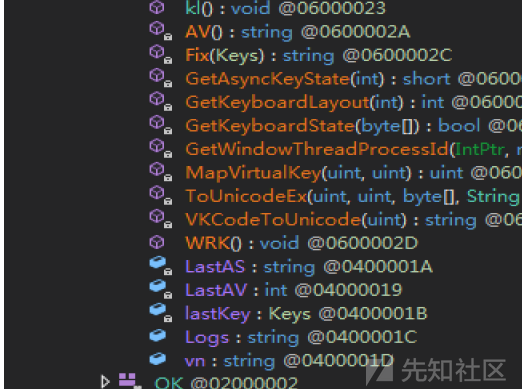 kl() : void @06000023
AV() : string @0600002A
Fix(Keys) : string @0600002C
GetAsyncKeyState(int) : short @0600
GetKeyboardLayout(int) : int @0600
GetKeyboardState(byte[]) : bool @06
GetWindowThreadProcessId(IntPtr,
MapVirtualKey(uint, uint) : uint @060
ToUnicodeEx(uint, uint, byte[], String
VKCodeToUnicode(uint) : string @06
WRK() : void @0600002D
LastAS : string @0400001A
LastAV : int @04000019
lastKey : Keys @0400001B
Logs : string @0400001C
vn : string @0400001D
OK @02000002
先知社区